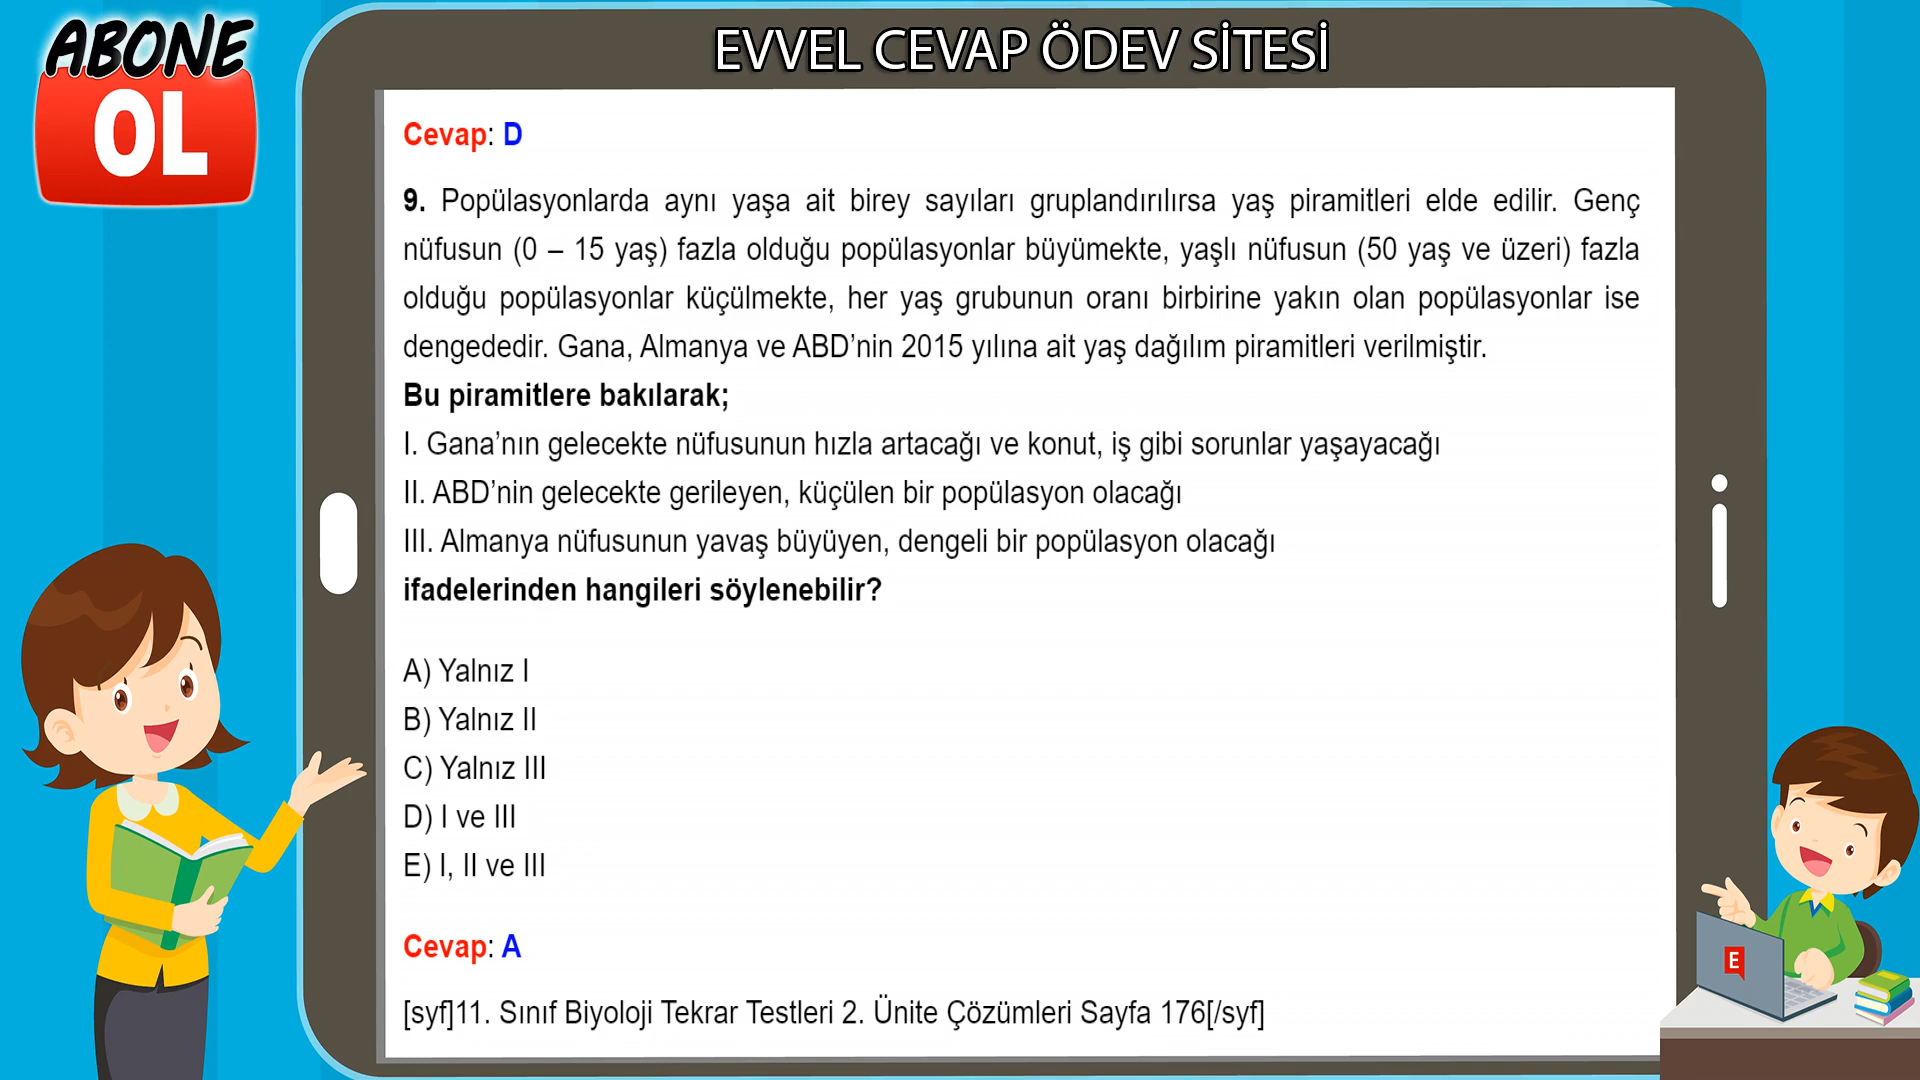 ABONE
OL
EVVEL CEVAP ÖDEV SİTESİ
Cevap: D
9. Popülasyonlarda aynı yaşa ait birey sayıları gruplandırılırsa yaş piramitleri elde edilir. Genç
nüfusun (0 – 15 yaş) fazla olduğu popülasyonlar büyümekte, yaşlı nüfusun (50 yaş ve üzeri) fazla
olduğu popülasyonlar küçülmekte, her yaş grubunun oranı birbirine yakın olan popülasyonlar ise
dengededir. Gana, Almanya ve ABD’nin 2015 yılına ait yaş dağılım piramitleri verilmiştir.
Bu piramitlere bakılarak;
I. Gana’nın gelecekte nüfusunun hızla artacağı ve konut, iş gibi sorunlar yaşayacağı
II. ABD’nin gelecekte gerileyen, küçülen bir popülasyon olacağı
III. Almanya nüfusunun yavaş büyüyen, dengeli bir popülasyon olacağı
ifadelerinden hangileri söylenebilir?
A) Yalnız I
B) Yalnız II
C) Yalnız III
D) I ve III
E) I, II ve III
Cevap: A
[syf]11. Sınıf Biyoloji Tekrar Testleri 2. Ünite Çözümleri Sayfa 176[/syf]
E